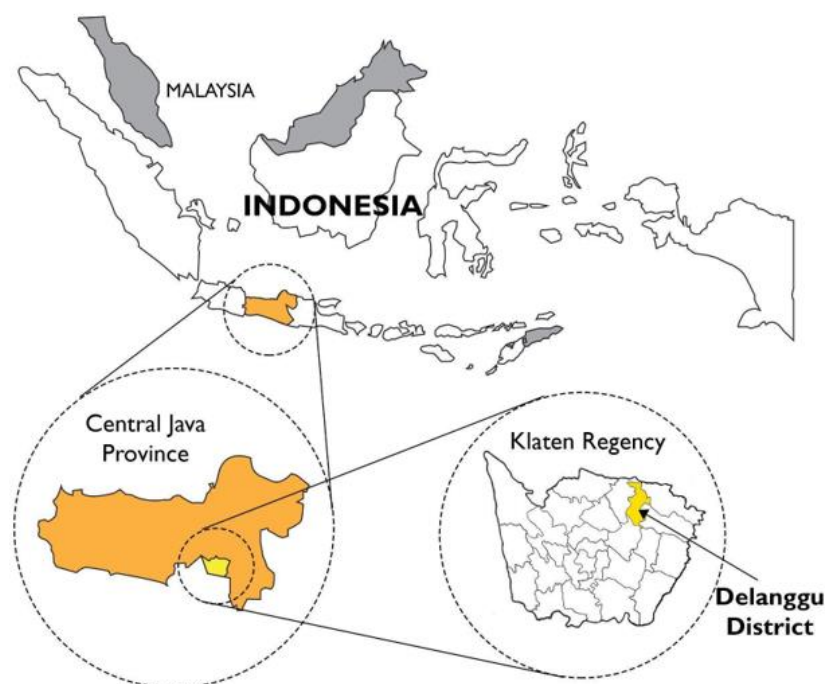 MALAYSIA
INDONESIA
Central Java
Province
Klaten Regency
Delanggu
District